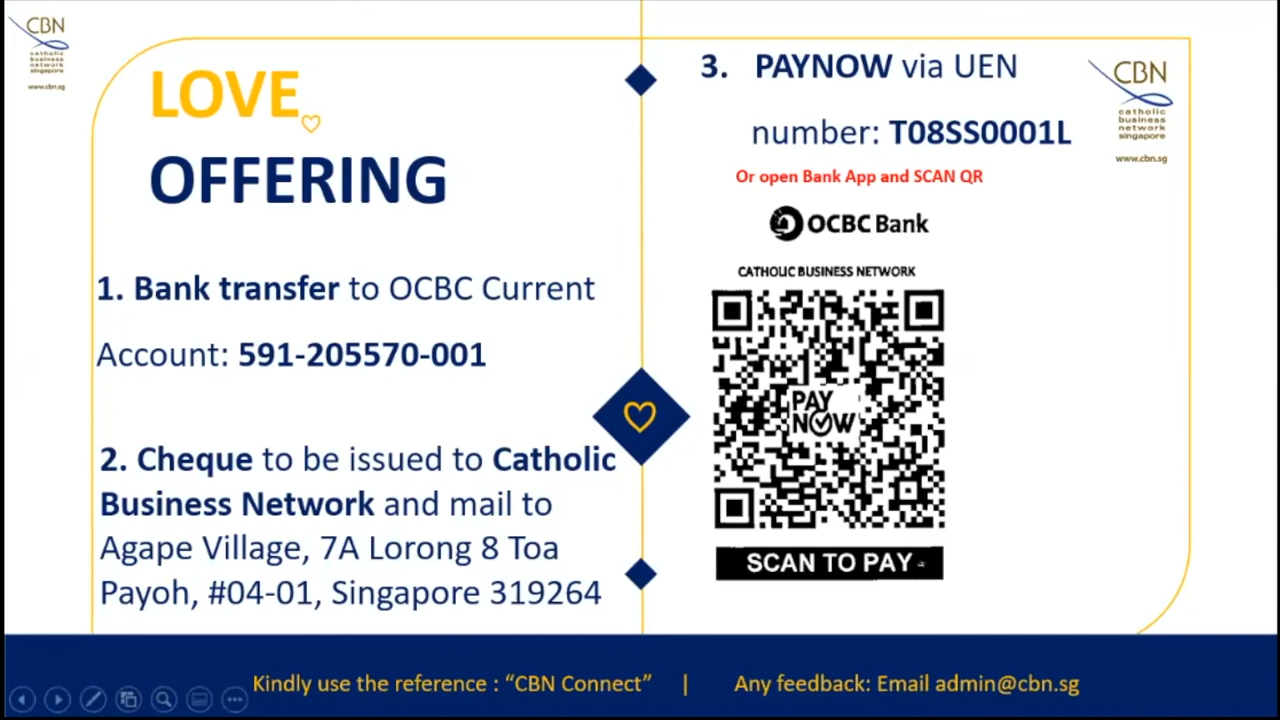 CBN
catholic
business
network
singapore
www.cbn.sg
LOVE
OFFERING
1. Bank transfer to OCBC Current
Account: 591-205570-001
2. Cheque to be issued to Catholic
Business Network and mail to
Agape Village, 7A Lorong 8 Toa
Payoh, #04-01, Singapore 319264
3. PAYNOW via UEN
number: T08SS0001L
Or open Bank App and SCAN QR
OCBC Bank
CATHOLIC BUSINESS NETWORK
PAY
NOW
SCAN TO PAY
CBN
catholic
business
network
singapore
www.cbn.sg
Kindly use the reference : “CBN Connect” | Any feedback: Email admin@cbn.sg